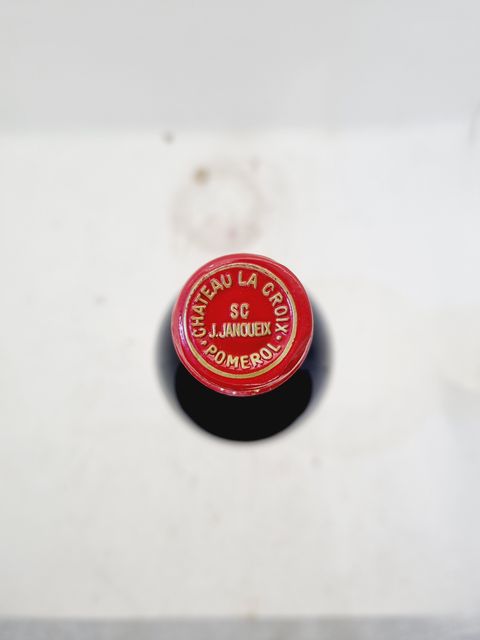 CHATEAU LA CROIX
SC
J. JANOUEIX
• POMEROL •